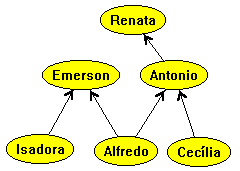 Renata
Emerson
Antonio
Isadora
Alfredo
Cecília